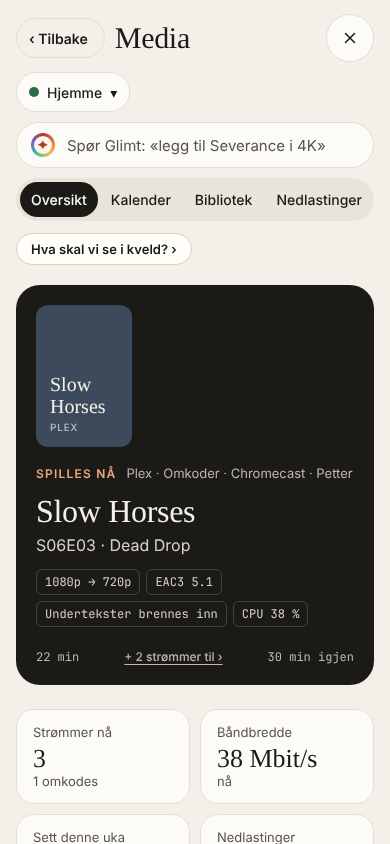 ‹ Tilbake
Media
×
Hjemme ▾
Spør Glimt: «legg til Severance i 4K»
Oversikt
Kalender
Bibliotek
Nedlastinger
Hva skal vi se i kveld? ›
Slow
Horses
PLEX
SPILLES NÅ Plex · Omkoder · Chromecast · Petter
Slow Horses
S06E03 · Dead Drop
1080p → 720p
EAC3 5.1
Undertekster brennes inn
CPU 38 %
22 min
+ 2 strømmer til ›
30 min igjen
Strømmer nå
3
1 omkodes
Båndbredde
38 Mbit/s
nå
Sett denne uka
Nedlastinger